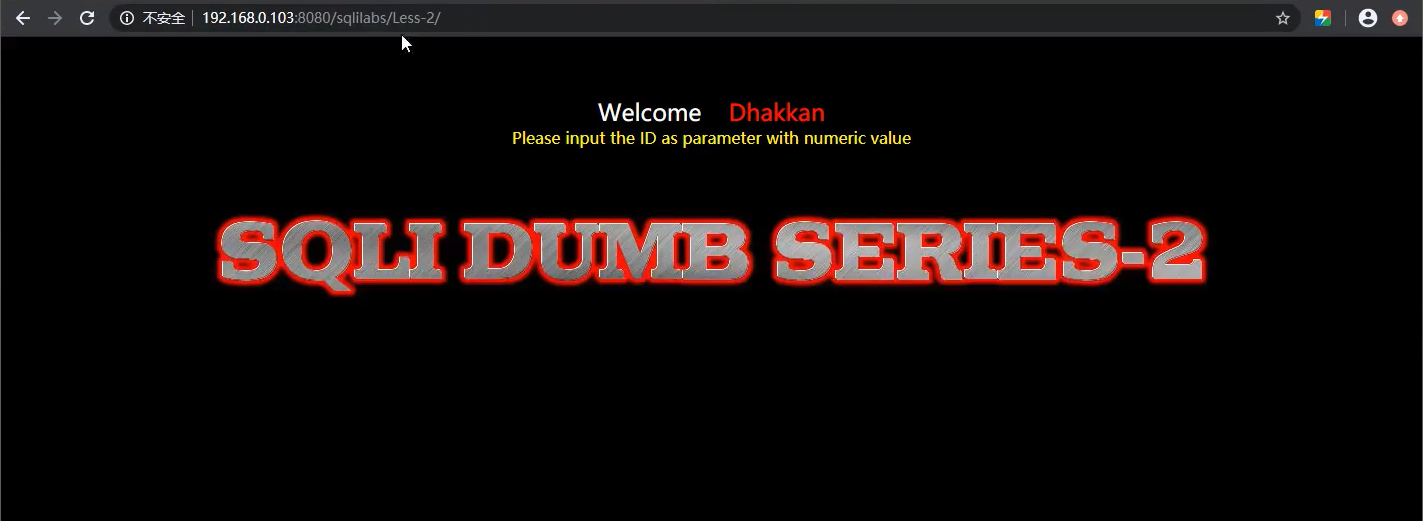 不安全 192.168.0.103:8080/sqlilabs/Less-2/
Welcome Dhakkan
Please input the ID as parameter with numeric value
SQLI DUMB SERIES-2